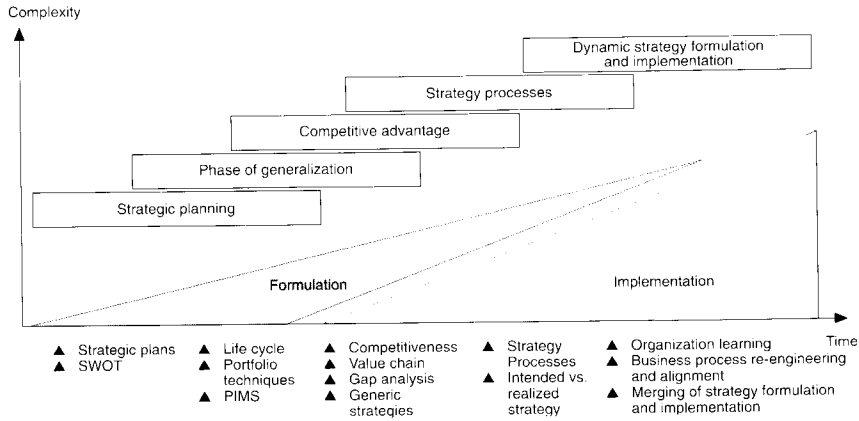 Complexity
Dynamic strategy formulation
and implementation
Strategy processes
Competitive advantage
Phase of generalization
Strategic planning
Formulation
Implementation
Time
▲ Strategic plans
▲ SWOT
▲ Life cycle
▲ Portfolio
techniques
▲ PIMS
▲ Competitiveness
▲ Value chain
▲ Gap analysis
▲ Generic
strategies
▲ Strategy
Processes
▲ Intended vs.
realized
strategy
▲ Organization learning
▲ Business process re-engineering
and alignment
▲ Merging of strategy formulation
and implementation